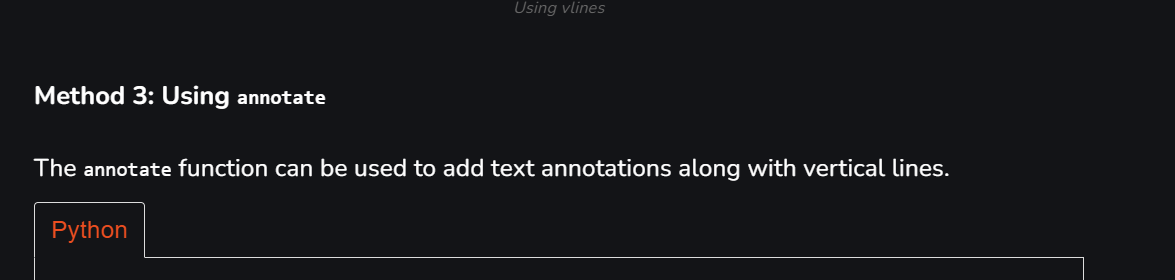 Using vlines
Method 3: Using annotate
The annotate function can be used to add text annotations along with vertical lines.
Python